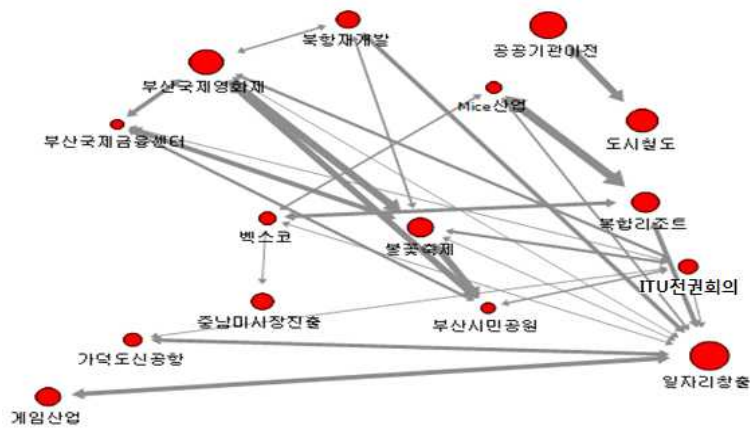 북항재개발
공공기관이전
부산국제영화제
Mice산업
부산국제금융센터
도시철도
벡스코
불꽃축제
복합리조트
ITU전권회의
중남미시장진출
부산시민공원
가덕도신공항
일자리창출
게임산업